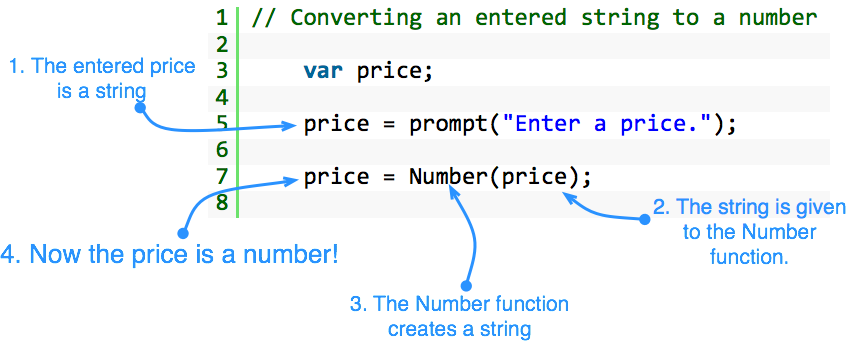 1 // Converting an entered string to a number
2
3 var price;
4
5 price = prompt("Enter a price.");
6
7 price = Number(price);
8
1. The entered price
is a string
2. The string is given
to the Number
function.
3. The Number function
creates a string
4. Now the price is a number!